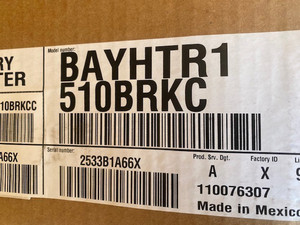 RY
TER
510BRKCC
1A66X
Model number:
BAYHTR1
510BRKC
Serial number:
2533B1A66X
Prod. Srv. Dgt.
Factory ID
A
X
110076307
Made in Mexico